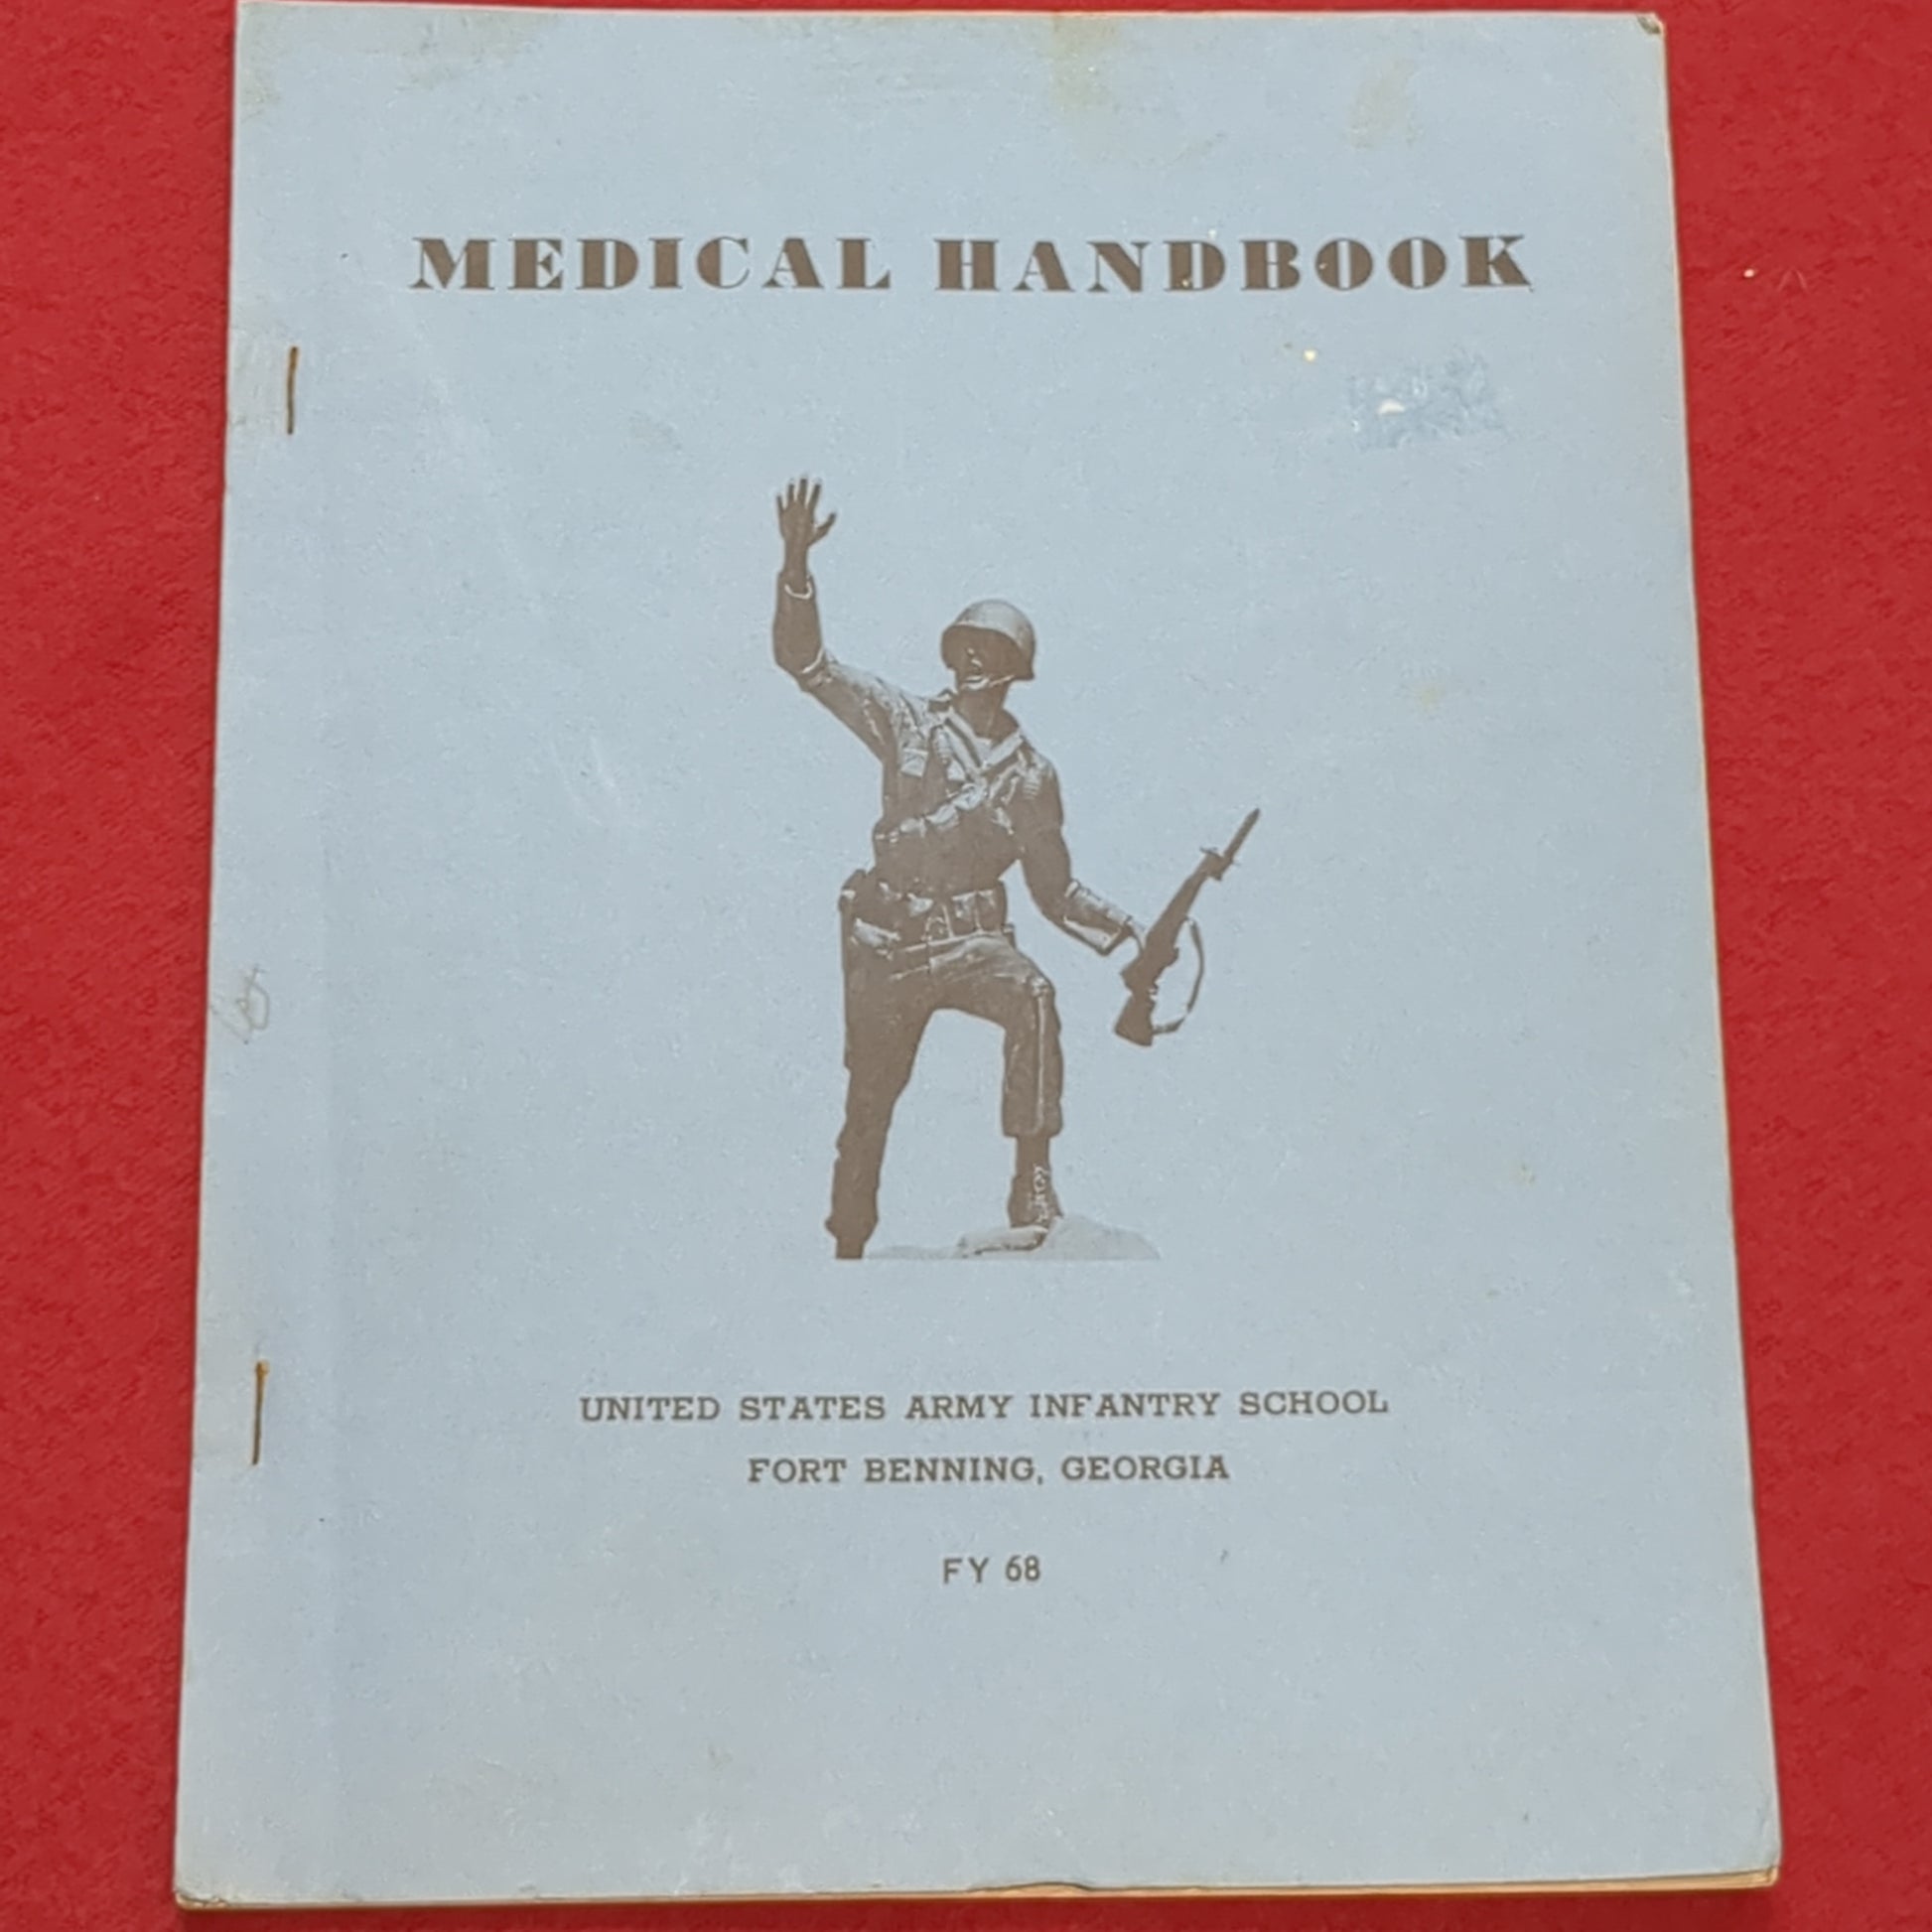 MEDICAL HANDBOOK
UNITED STATES ARMY INFANTRY SCHOOL
FORT BENNING, GEORGIA
FY 68